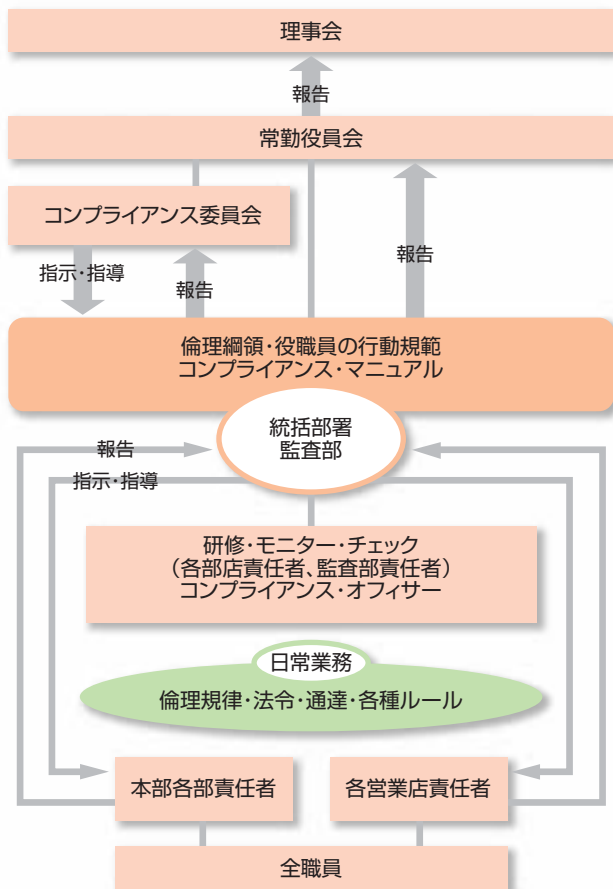 理事会
報告
常勤役員会
コンプライアンス委員会
指示・指導
報告
報告
倫理綱領・役職員の行動規範
コンプライアンス・マニュアル
統括部署
監査部
報告
指示・指導
研修・モニター・チェック
（各部店責任者、監査部責任者）
コンプライアンス・オフィサー
日常業務
倫理規律・法令・通達・各種ルール
本部各部責任者
各営業店責任者
全職員